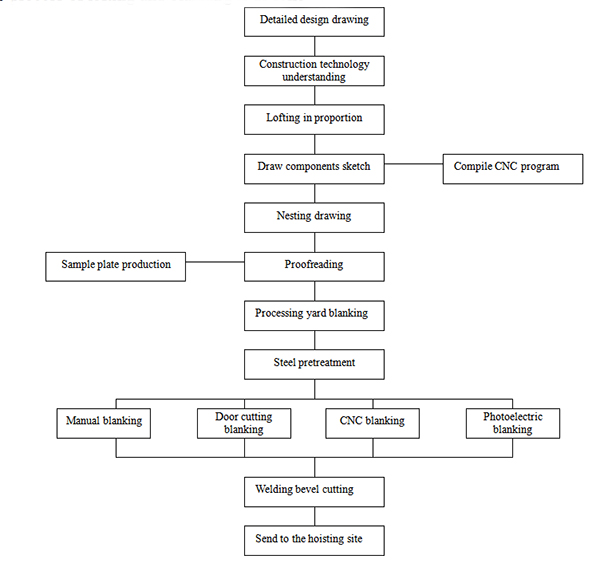 Detailed design drawing
Construction technology
understanding
Lofting in proportion
Draw components sketch
Compile CNC program
Nesting drawing
Sample plate production
Proofreading
Processing yard blanking
Steel pretreatment
Manual blanking
Door cutting
blanking
CNC blanking
Photoelectric
blanking
Welding bevel cutting
Send to the hoisting site